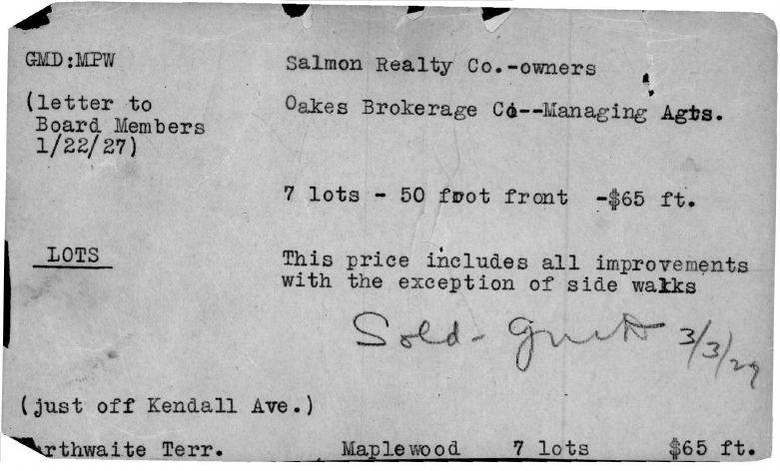 GMD:MPW
Salmon Realty Co.-owners
(letter to
Board Members
1/22/27)
Oakes Brokerage Co--Managing Agts.
7 lots - 50 foot front -$65 ft.
LOTS
This price includes all improvements
with the exception of side walks
Sold - 3/3/29
(just off Kendall Ave.)
rthwaite Terr. Maplewood 7 lots $65 ft.